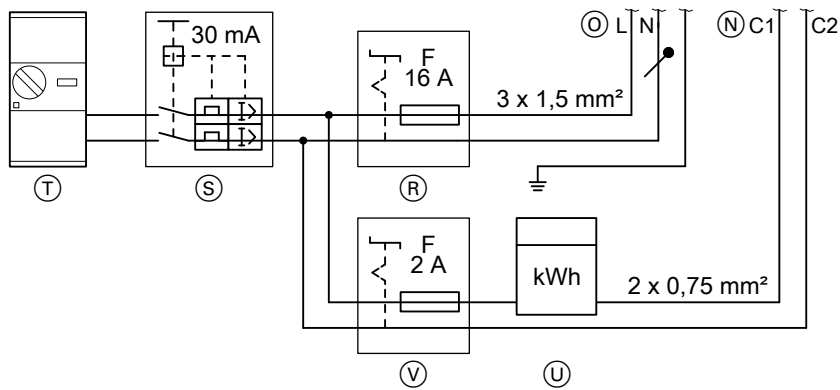 30 mA
F
16 A
Ⓞ L N
Ⓝ C1 C2
3 x 1,5 mm²
Ⓣ
Ⓢ
Ⓡ
F
2 A
kWh
2 x 0,75 mm²
Ⓥ
Ⓤ